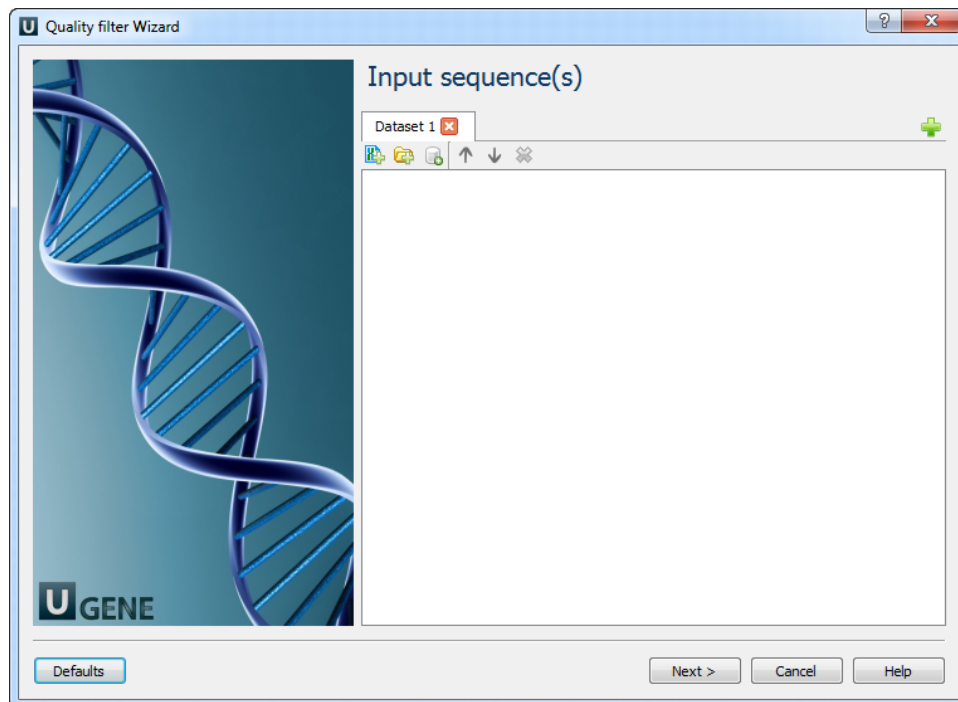 U Quality filter Wizard
?
Input sequence(s)
Dataset 1
U GENE
Defaults
Next >
Cancel
Help